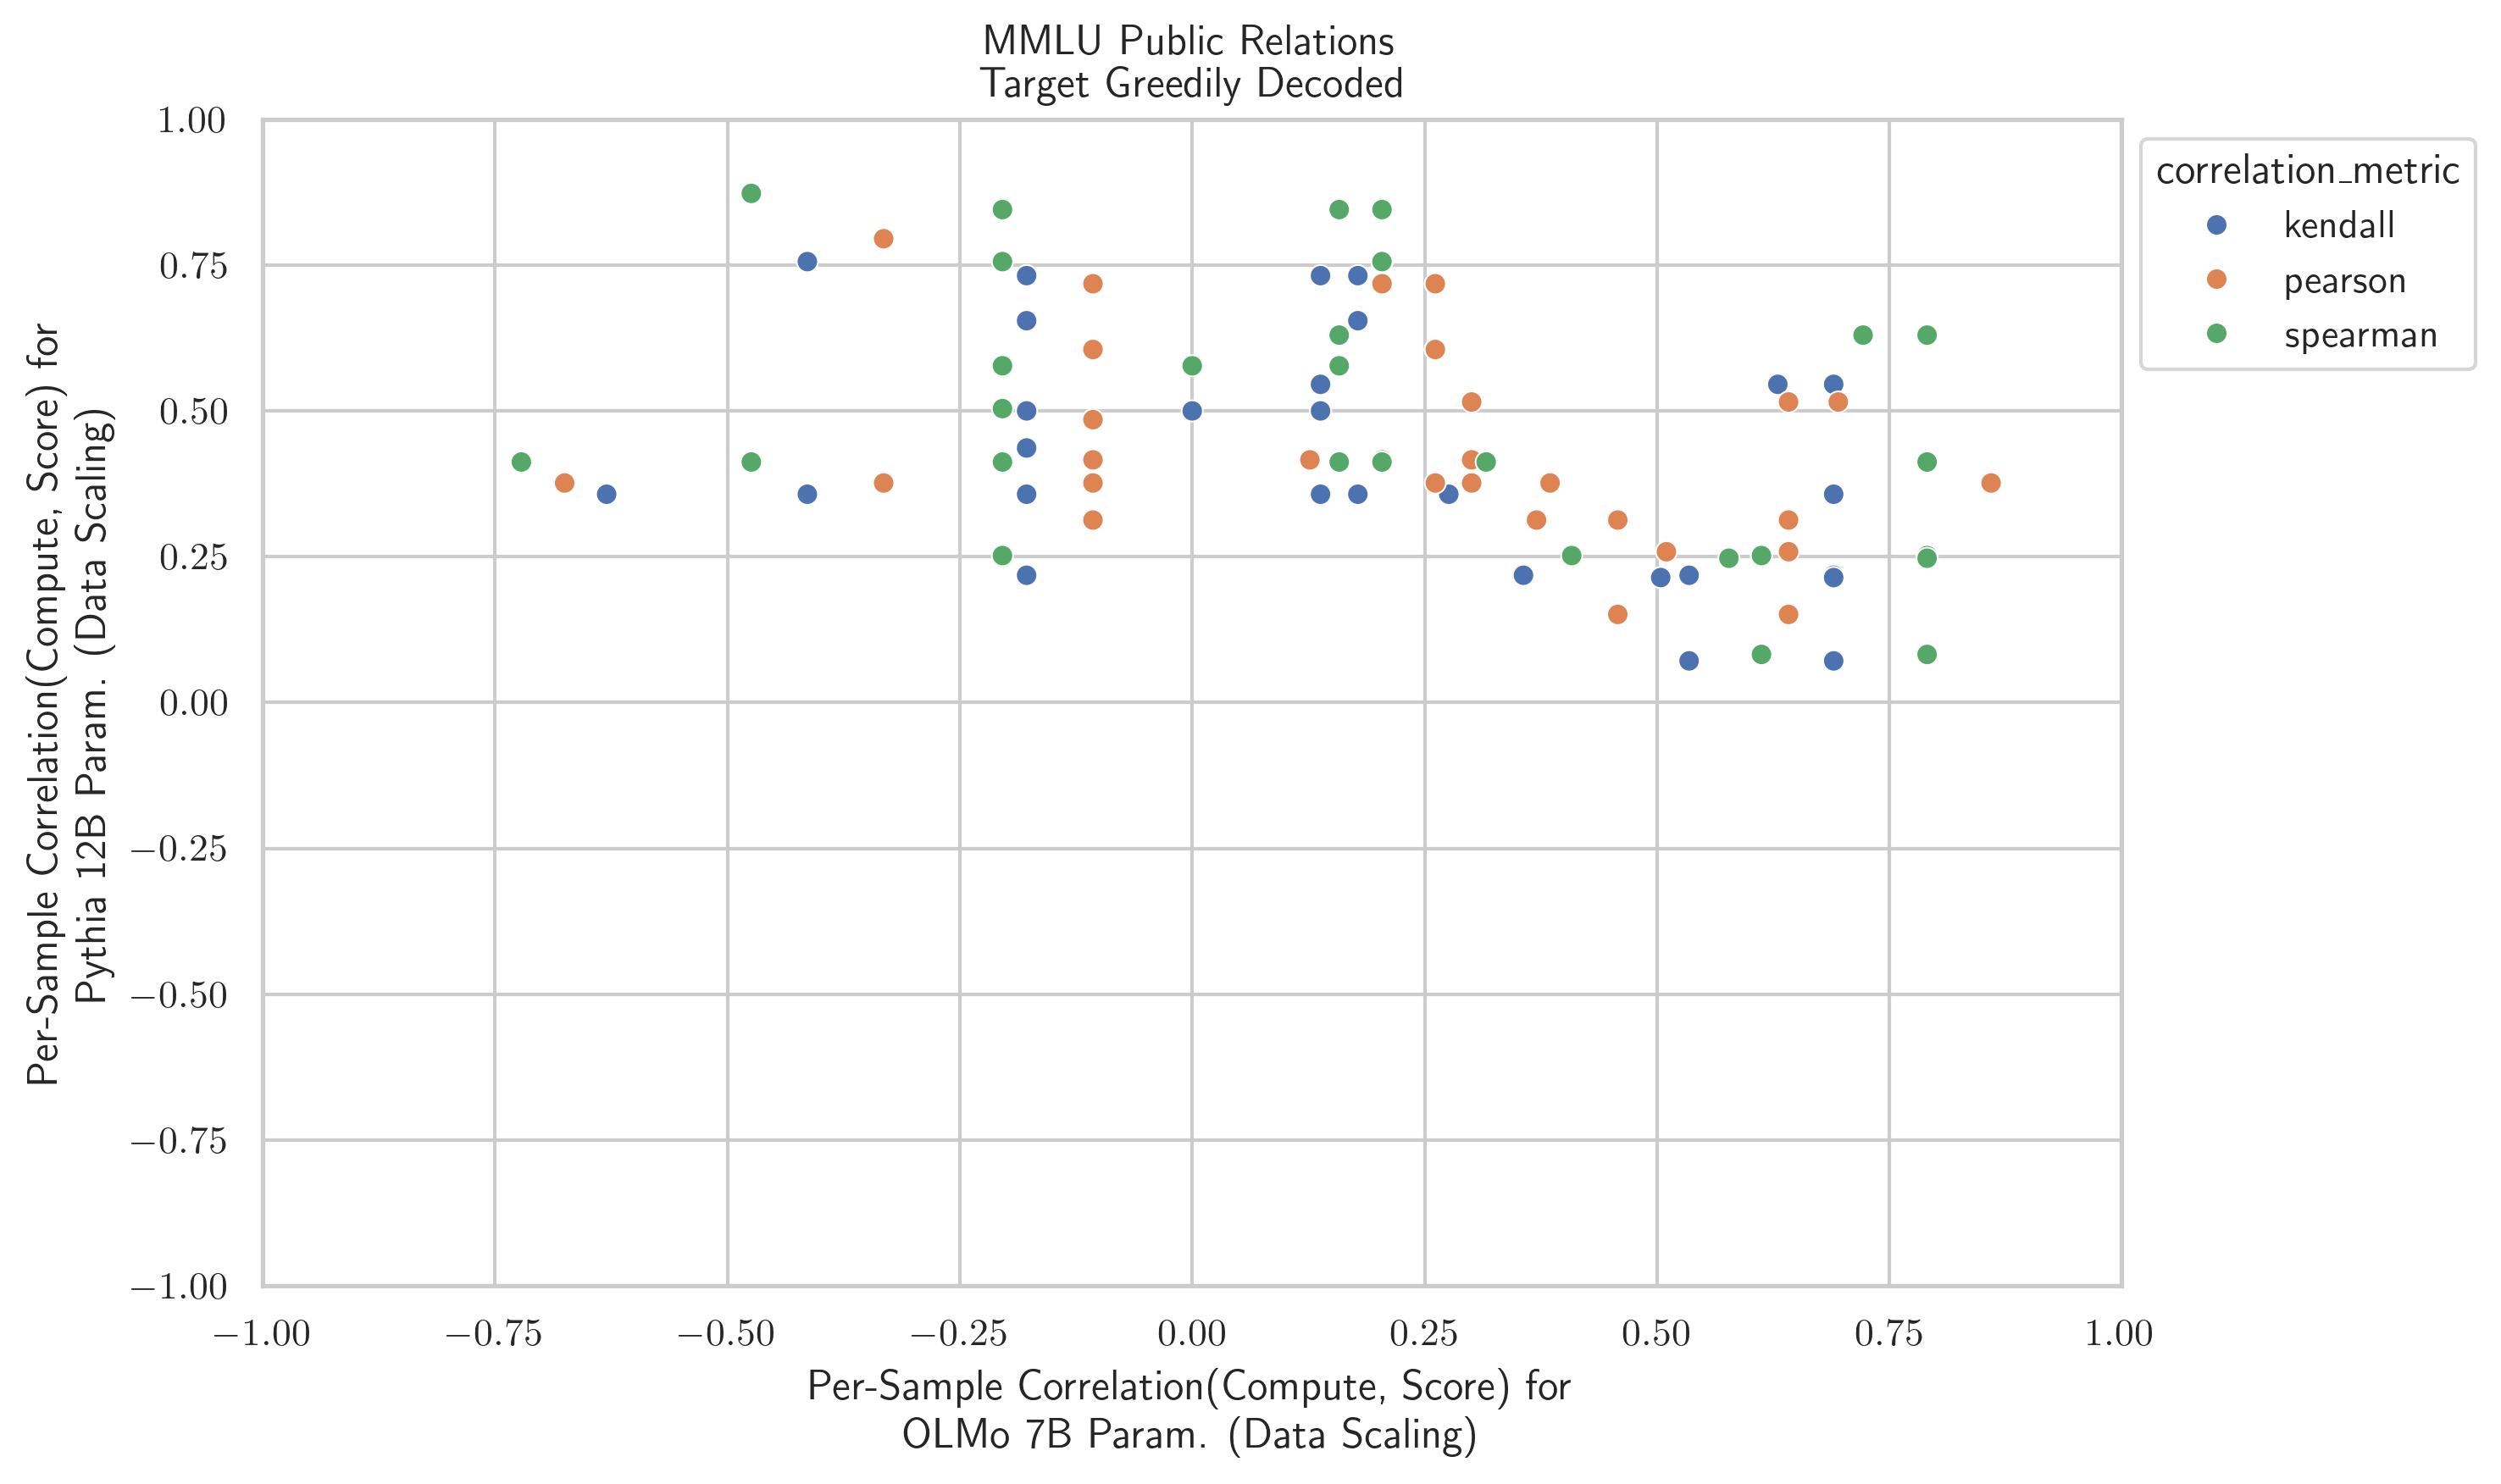 MMLU Public Relations
Target Greedily Decoded
1.00
0.75
0.50
0.25
0.00
−0.25
−0.50
−0.75
−1.00
Per-Sample Correlation(Compute, Score) for
Pythia 12B Param. (Data Scaling)
−1.00 −0.75 −0.50 −0.25 0.00 0.25 0.50 0.75 1.00
Per-Sample Correlation(Compute, Score) for
OLMo 7B Param. (Data Scaling)
correlation_metric
kendall
pearson
spearman